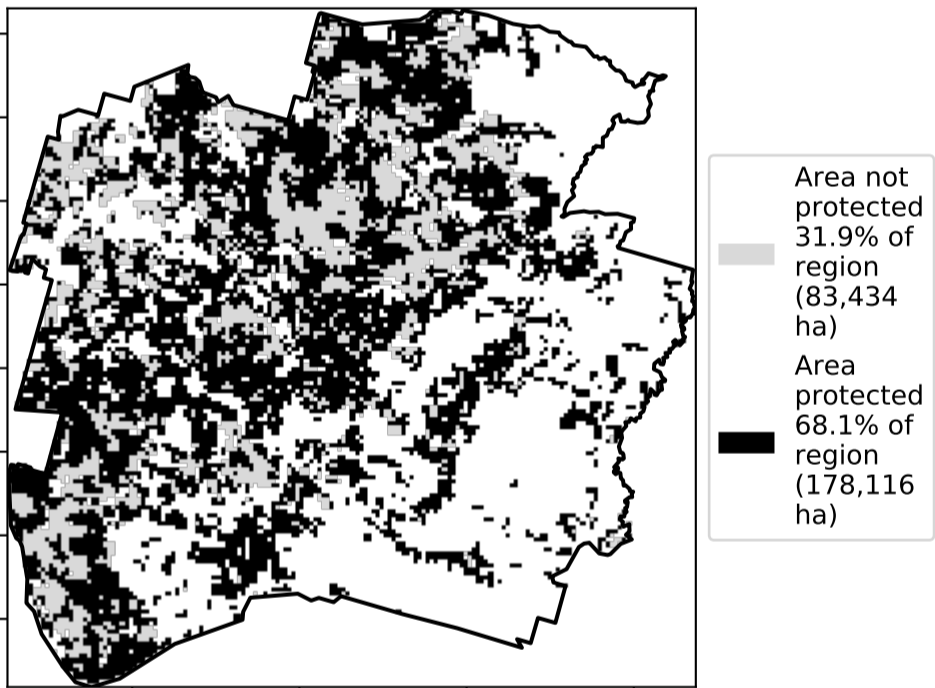 Area not
protected
31.9% of
region
(83,434
ha)
Area
protected
68.1% of
region
(178,116
ha)